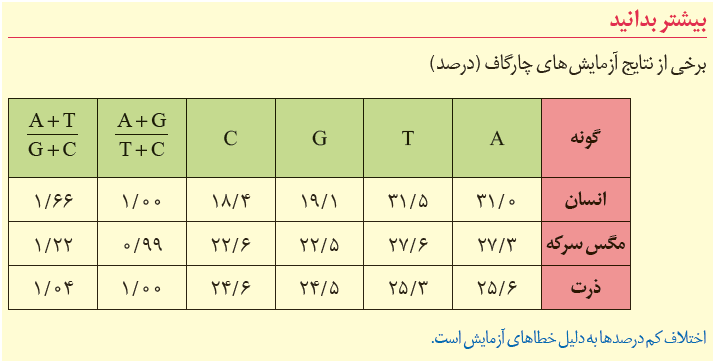 بیشتر بدانید
برخی از نتایج آزمایش‌های چارگاف (درصد)
گونه A T G C A+G/T+C A+T/G+C
انسان ۳۱/۰ ۳۱/۵ ۱۹/۱ ۱۸/۴ ۱/۰۰ ۱/۶۶
مگس سرکه ۲۷/۳ ۲۷/۶ ۲۲/۵ ۲۲/۶ ۰/۹۹ ۱/۲۲
ذرت ۲۵/۶ ۲۵/۳ ۲۴/۵ ۲۴/۶ ۱/۰۰ ۱/۰۴
اختلاف کم درصدها به دلیل خطاهای آزمایش است.